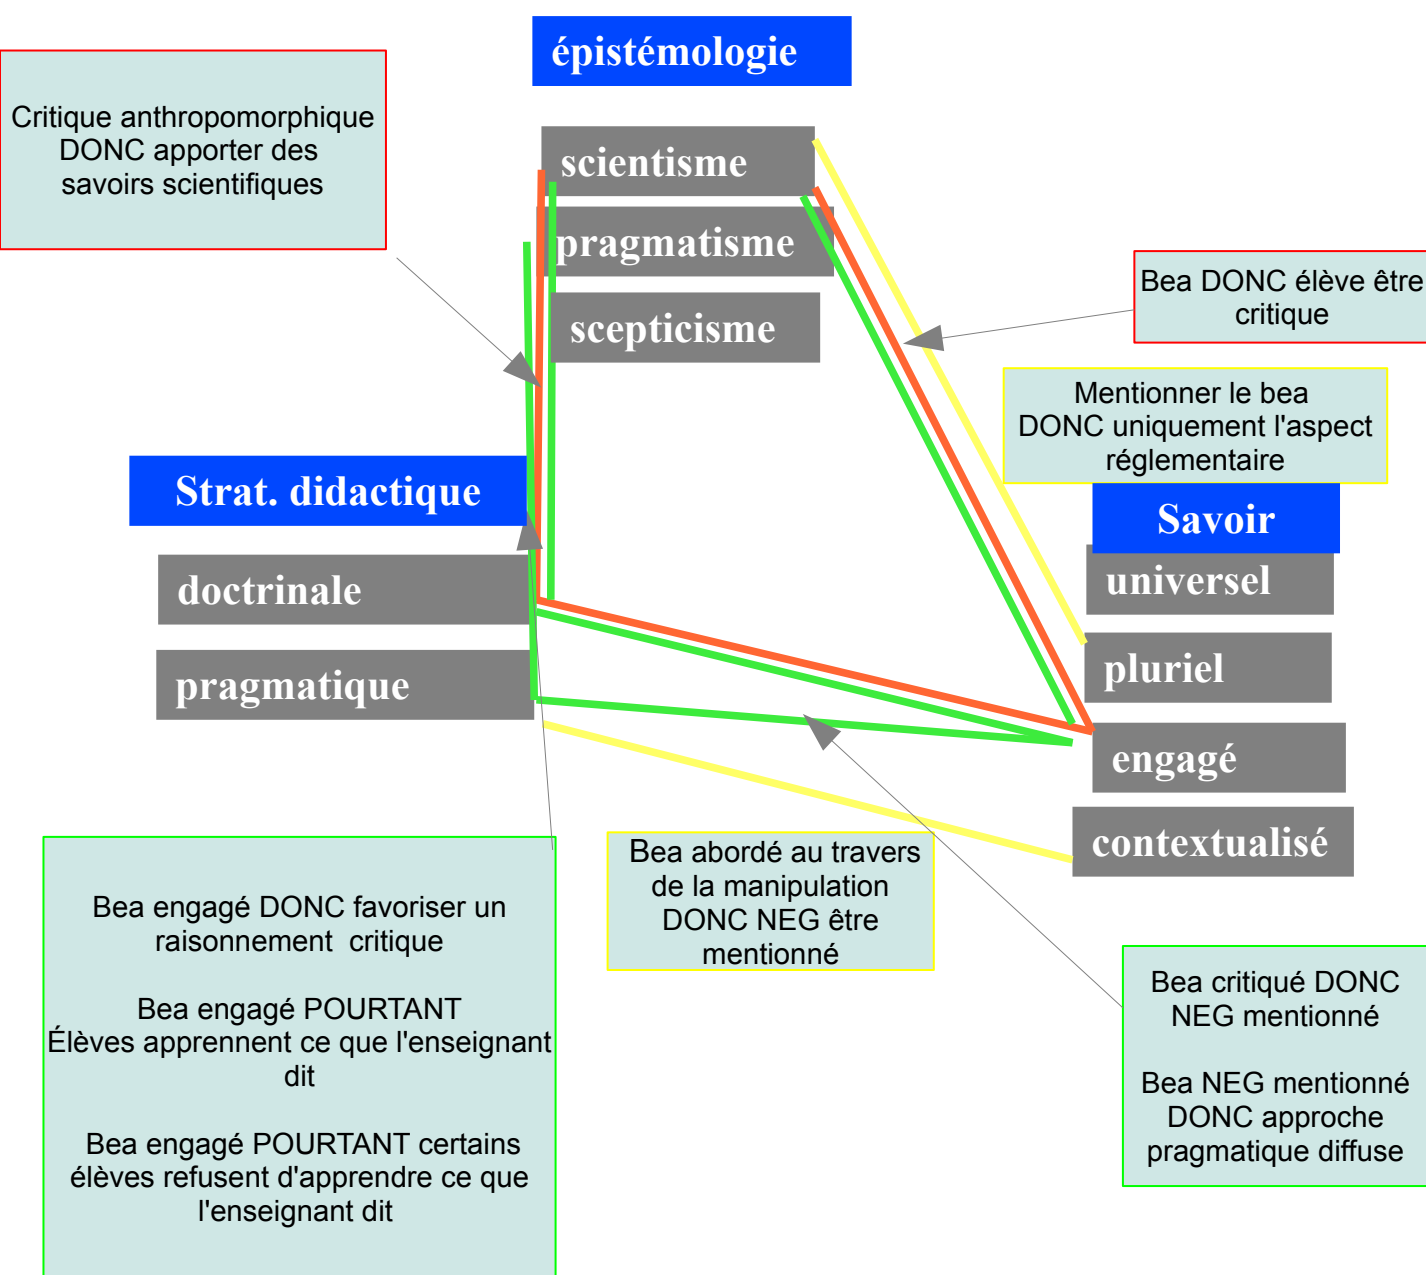 épistémologie
Critique anthropomorphique
DONC apporter des
savoirs scientifiques
scientisme
pragmatisme
scepticisme
Bea DONC élève être
critique
Mentionner le bea
DONC uniquement l'aspect
réglementaire
Strat. didactique
doctrinale
pragmatique
Savoir
universel
pluriel
engagé
contextualisé
Bea engagé DONC favoriser un
raisonnement critique
Bea engagé POURTANT
Élèves apprennent ce que l'enseignant
dit
Bea engagé POURTANT certains
élèves refusent d'apprendre ce que
l'enseignant dit
Bea abordé au travers
de la manipulation
DONC NEG être
mentionné
Bea critiqué DONC
NEG mentionné
Bea NEG mentionné
DONC approche
pragmatique diffuse